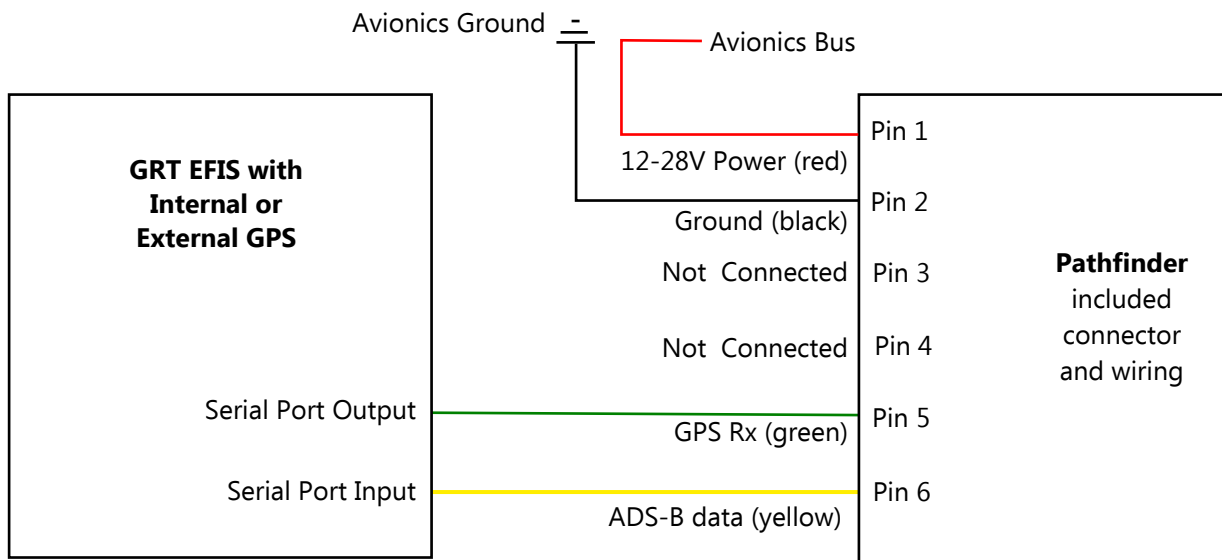 Avionics Ground
-
Avionics Bus
GRT EFIS with
Internal or
External GPS
Serial Port Output
Serial Port Input
12-28V Power (red)
Ground (black)
Not Connected
Not Connected
GPS Rx (green)
ADS-B data (yellow)
Pin 1
Pin 2
Pin 3
Pin 4
Pin 5
Pin 6
Pathfinder
included
connector
and wiring